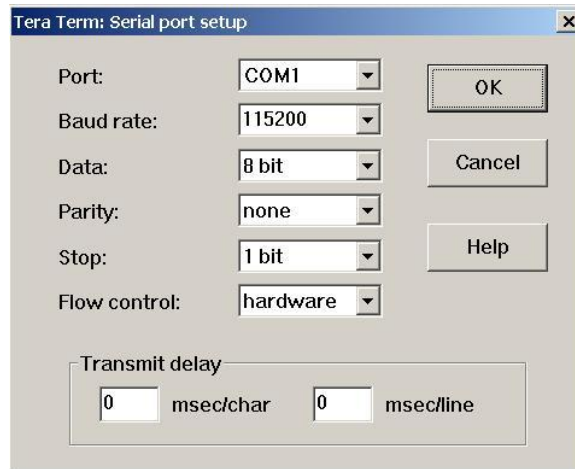 Tera Term: Serial port setup
Port: COM1
Baud rate: 115200
Data: 8 bit
Parity: none
Stop: 1 bit
Flow control: hardware
OK
Cancel
Help
Transmit delay
0 msec/char 0 msec/line